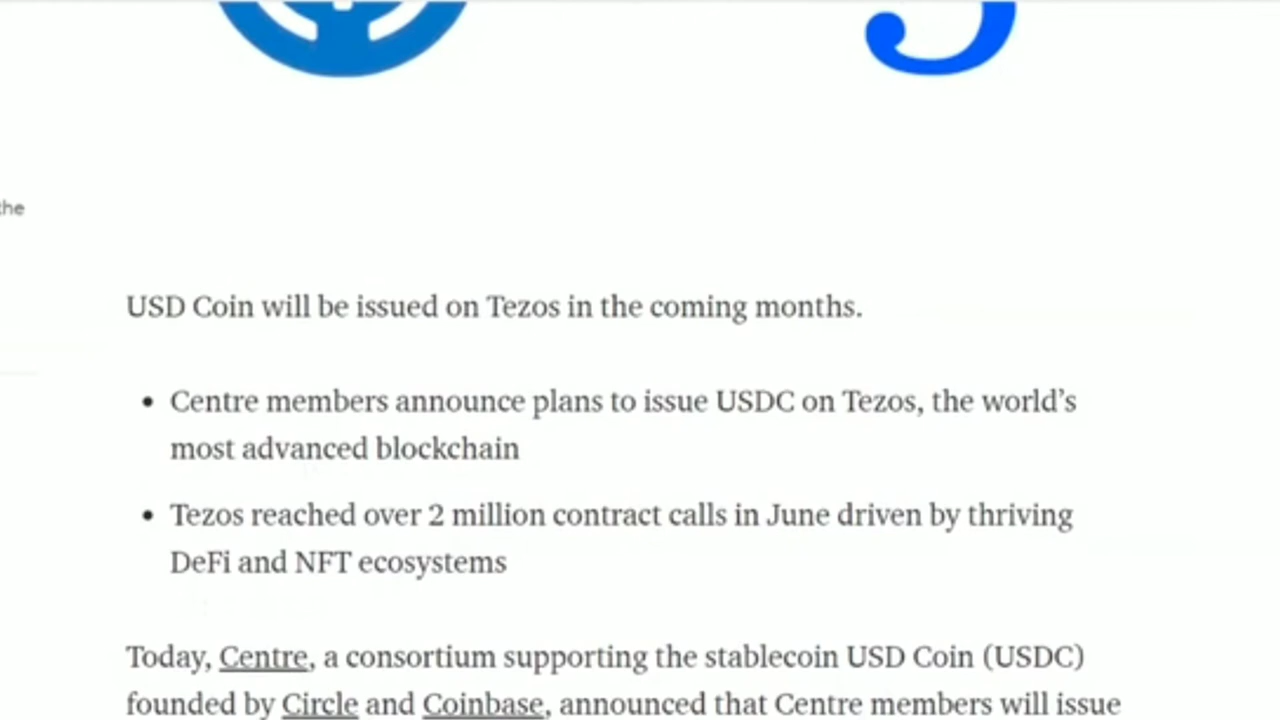 the
USD Coin will be issued on Tezos in the coming months.
• Centre members announce plans to issue USDC on Tezos, the world’s
most advanced blockchain
• Tezos reached over 2 million contract calls in June driven by thriving
DeFi and NFT ecosystems
Today, Centre, a consortium supporting the stablecoin USD Coin (USDC)
founded by Circle and Coinbase, announced that Centre members will issue